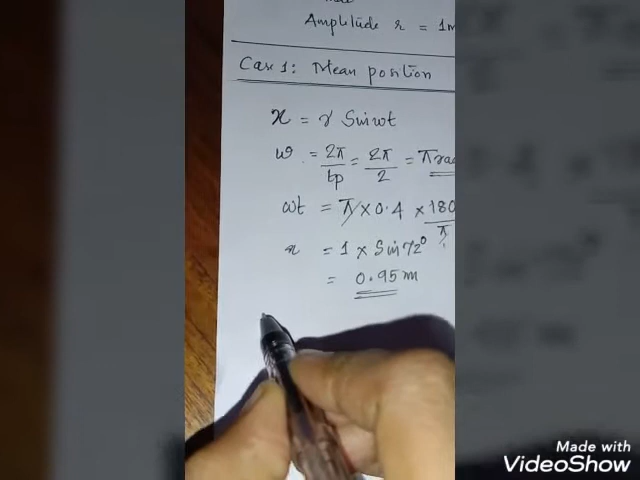 Amplitude r = 1m
Case 1: Mean position
x = r Sin wt
w = 2π/tp = 2π/2 = π rad
wt = π × 0.4 × 180/π
x = 1 × Sin 72°
= 0.95 m
Made with
VideoShow